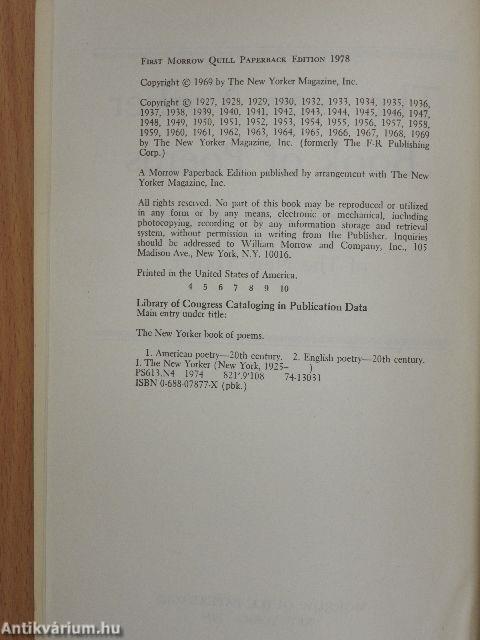 FIRST MORROW QUILL PAPERBACK EDITION 1978
Copyright © 1969 by The New Yorker Magazine, Inc.
Copyright © 1927, 1928, 1929, 1930, 1932, 1933, 1934, 1935, 1936,
1937, 1938, 1939, 1940, 1941, 1942, 1943, 1944, 1945, 1946, 1947,
1948, 1949, 1950, 1951, 1952, 1953, 1954, 1955, 1956, 1957, 1958,
1959, 1960, 1961, 1962, 1963, 1964, 1965, 1966, 1967, 1968, 1969
by The New Yorker Magazine, Inc. (formerly The F-R Publishing
Corp.)
A Morrow Paperback Edition published by arrangement with The New
Yorker Magazine, Inc.
All rights reserved. No part of this book may be reproduced or utilized
in any form or by any means, electronic or mechanical, including
photocopying, recording or by any information storage and retrieval
system, without permission in writing from the Publisher. Inquiries
should be addressed to William Morrow and Company, Inc., 105
Madison Ave., New York, N.Y. 10016.
Printed in the United States of America.
4 5 6 7 8 9 10
Library of Congress Cataloging in Publication Data
Main entry under title:
The New Yorker book of poems.
1. American poetry—20th century. 2. English poetry—20th century.
I. The New Yorker (New York, 1925– )
PS613.N4 1974 821'.9'108 74-13031
ISBN 0-688-07877-X (pbk.)
Antikvárium.hu